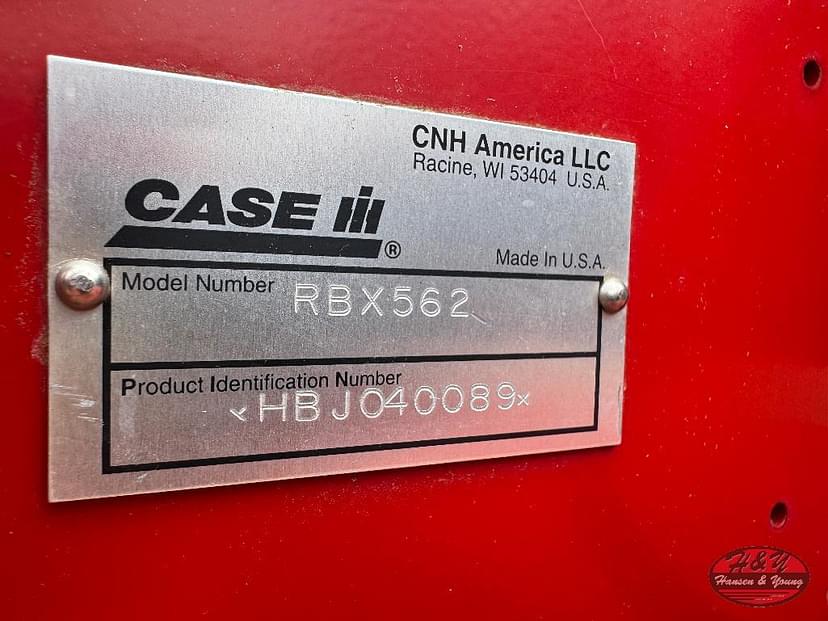 CNH America LLC
Racine, WI 53404 U.S.A.
CASE IH®
Made In U.S.A.
Model Number RBX562
Product Identification Number
×HBJ040089×
H&Y
Hansen & Young